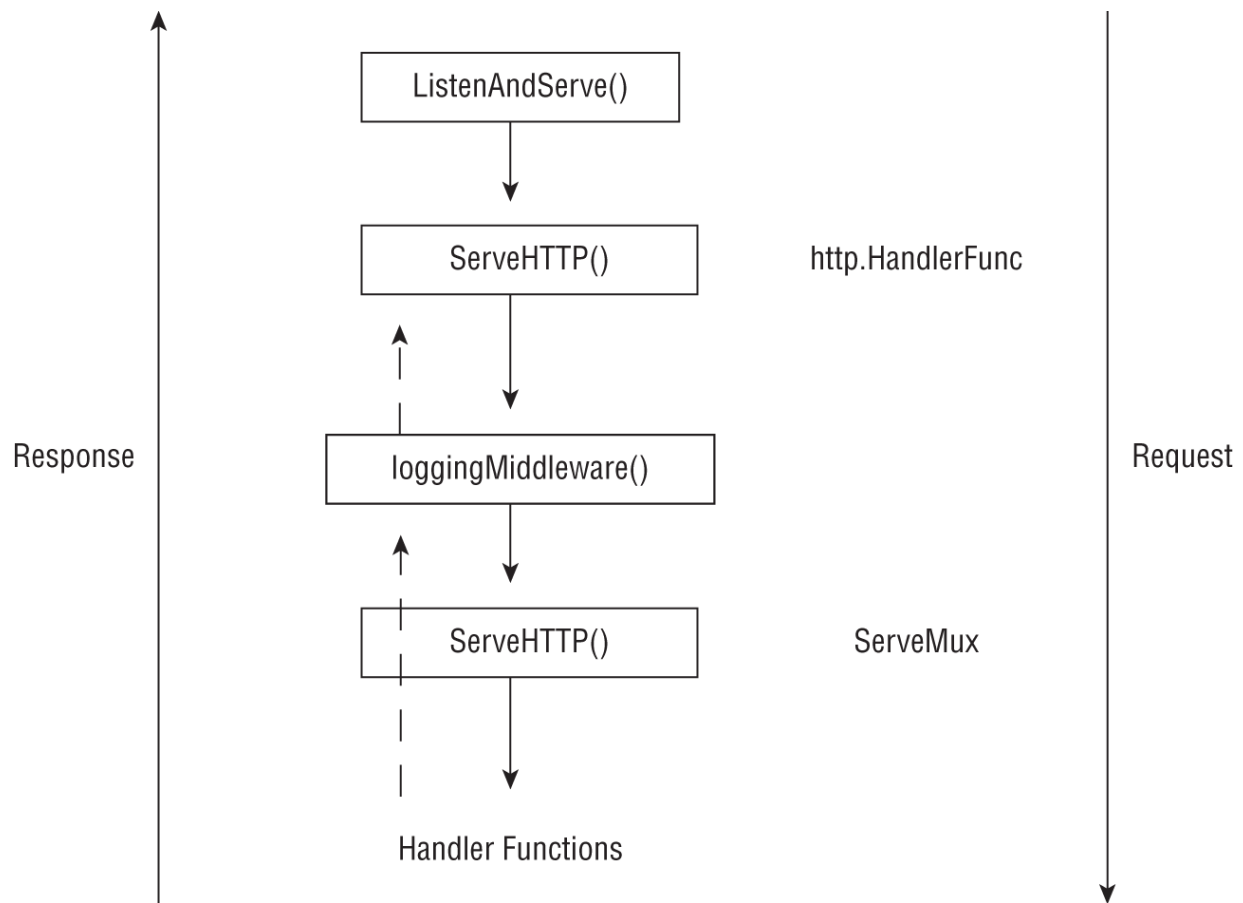 ListenAndServe()
ServeHTTP()
http.HandlerFunc
Response
loggingMiddleware()
Request
ServeHTTP()
ServeMux
Handler Functions